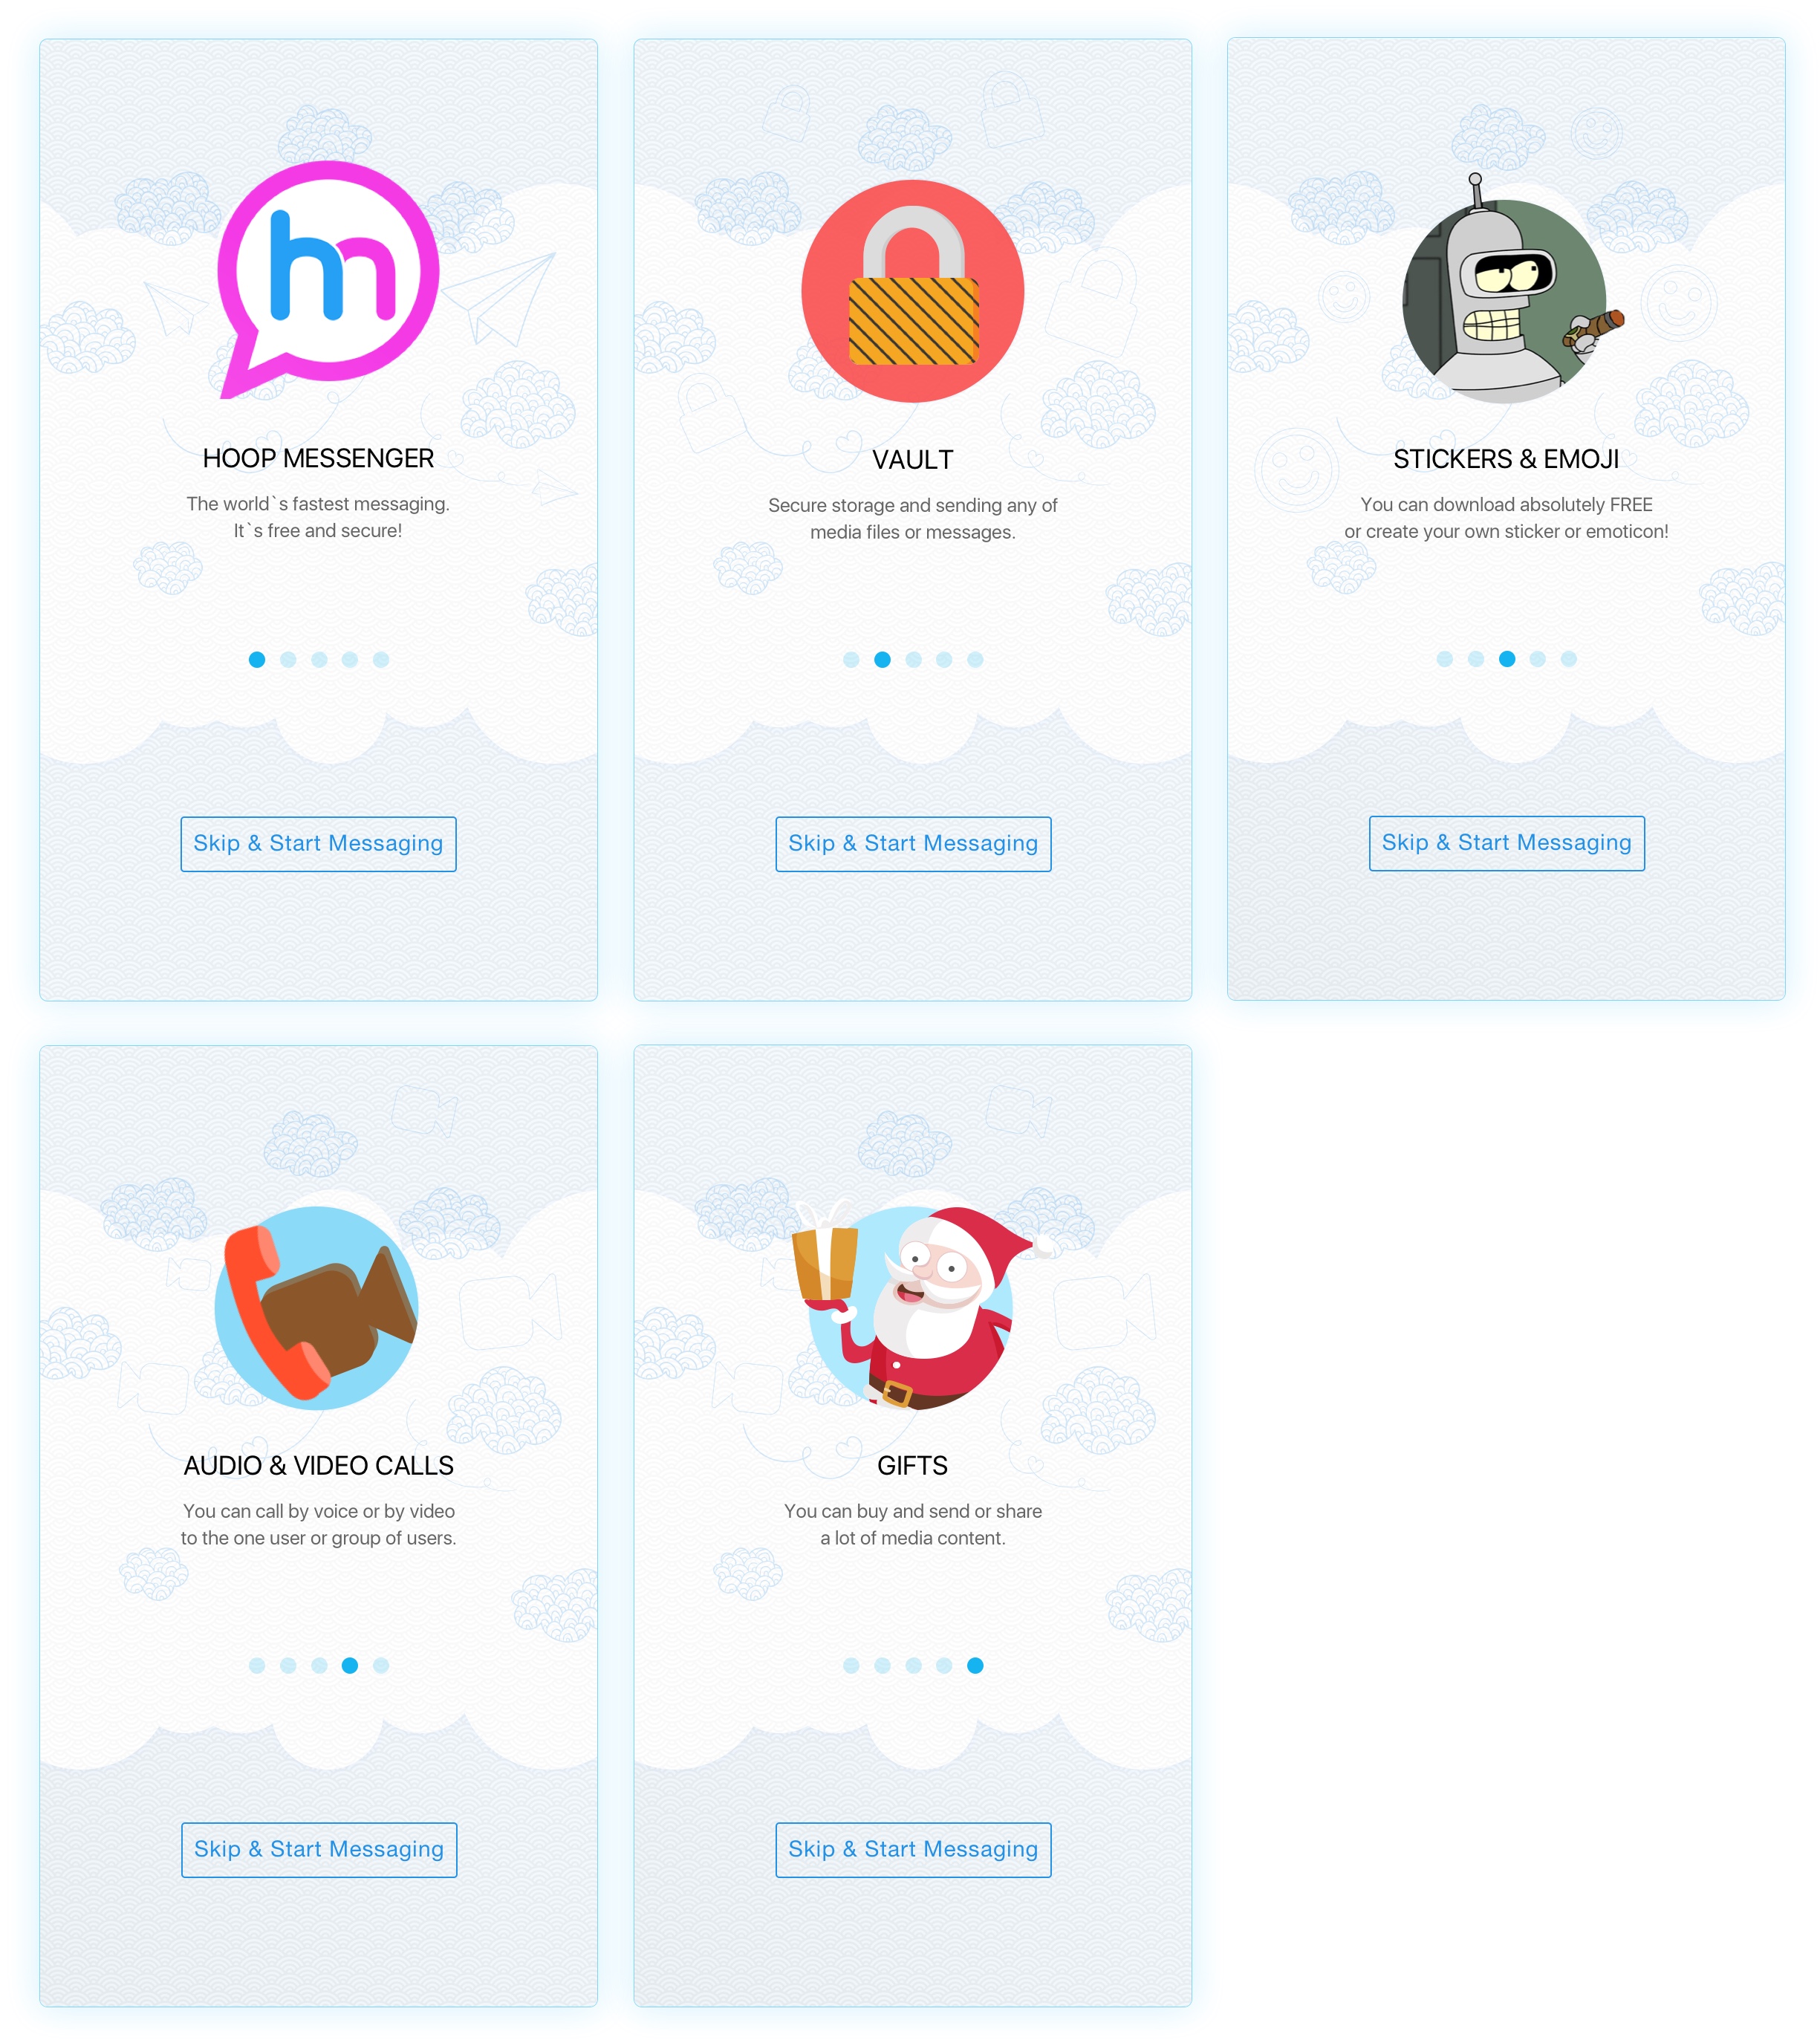 hm
HOOP MESSENGER
The world`s fastest messaging.
It`s free and secure!
Skip & Start Messaging
VAULT
Secure storage and sending any of
media files or messages.
Skip & Start Messaging
STICKERS & EMOJI
You can download absolutely FREE
or create your own sticker or emoticon!
Skip & Start Messaging
AUDIO & VIDEO CALLS
You can call by voice or by video
to the one user or group of users.
Skip & Start Messaging
GIFTS
You can buy and send or share
a lot of media content.
Skip & Start Messaging